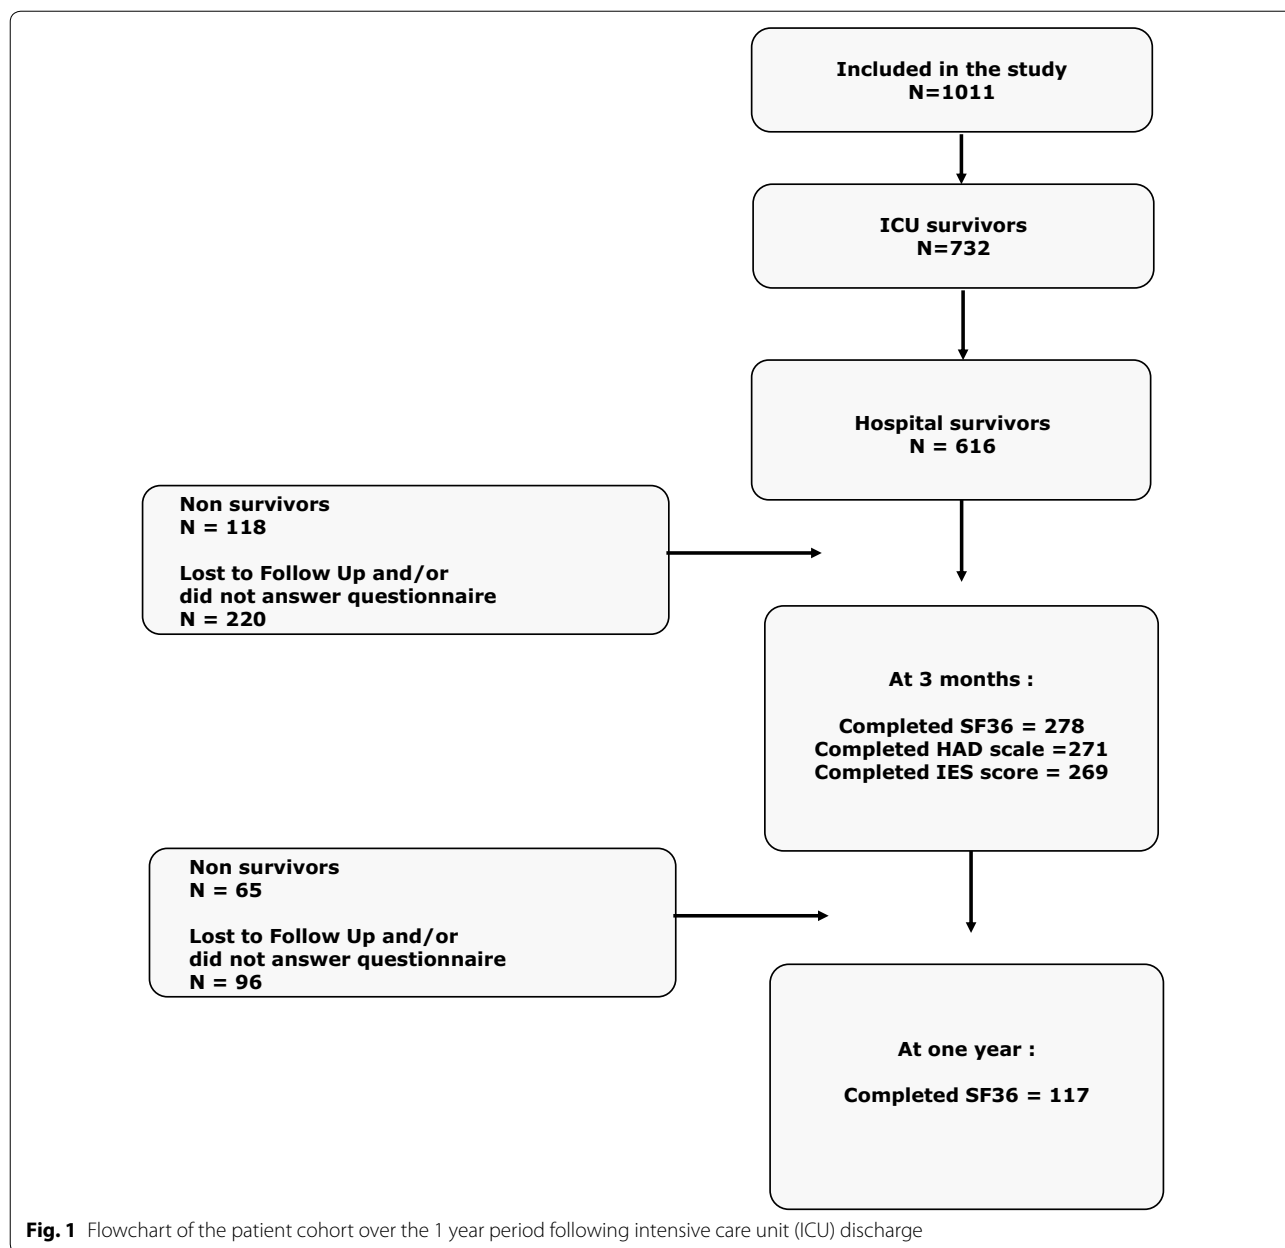 Included in the study
N=1011
ICU survivors
N=732
Hospital survivors
N = 616
Non survivors
N = 118
Lost to Follow Up and/or
did not answer questionnaire
N = 220
At 3 months :
Completed SF36 = 278
Completed HAD scale =271
Completed IES score = 269
Non survivors
N = 65
Lost to Follow Up and/or
did not answer questionnaire
N = 96
At one year :
Completed SF36 = 117
Fig. 1 Flowchart of the patient cohort over the 1 year period following intensive care unit (ICU) discharge